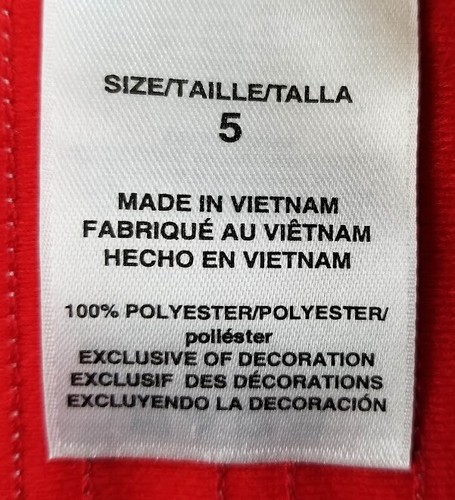 SIZE/TAILLE/TALLA
5
MADE IN VIETNAM
FABRIQUÉ AU VIÊTNAM
HECHO EN VIETNAM
100% POLYESTER/POLYESTER/
poliéster
EXCLUSIVE OF DECORATION
EXCLUSIF DES DÉCORATIONS
EXCLUYENDO LA DECORACIÓN